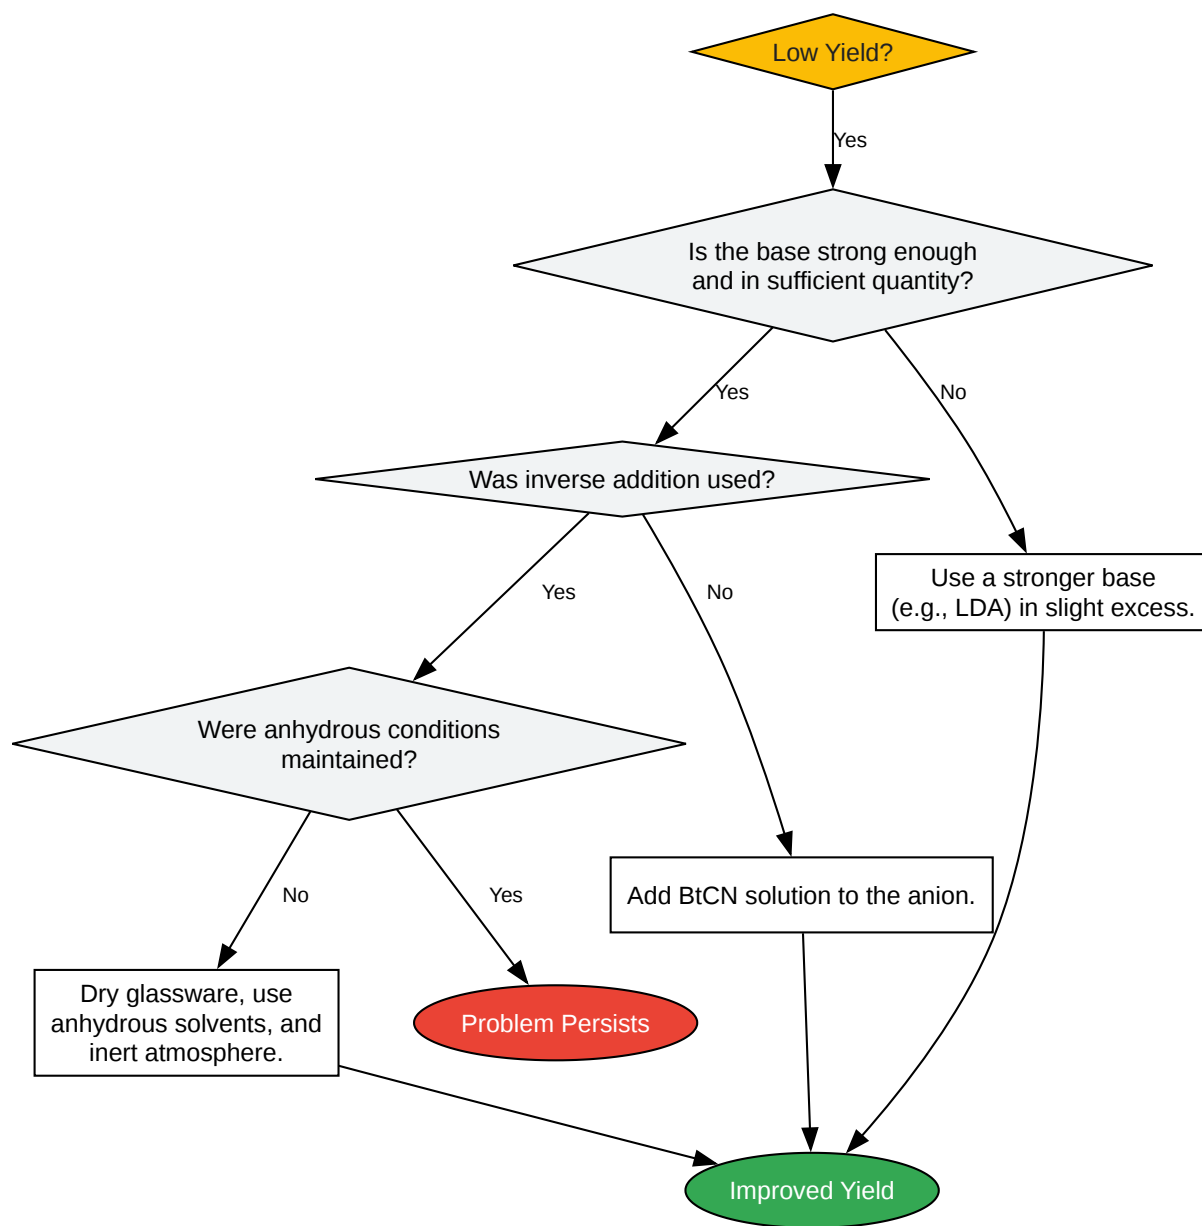 Low Yield?
Yes
Is the base strong enough
and in sufficient quantity?
Yes
No
Was inverse addition used?
Use a stronger base
(e.g., LDA) in slight excess.
Yes
No
Were anhydrous conditions
maintained?
No
Yes
Add BtCN solution to the anion.
Dry glassware, use
anhydrous solvents, and
inert atmosphere.
Problem Persists
Improved Yield